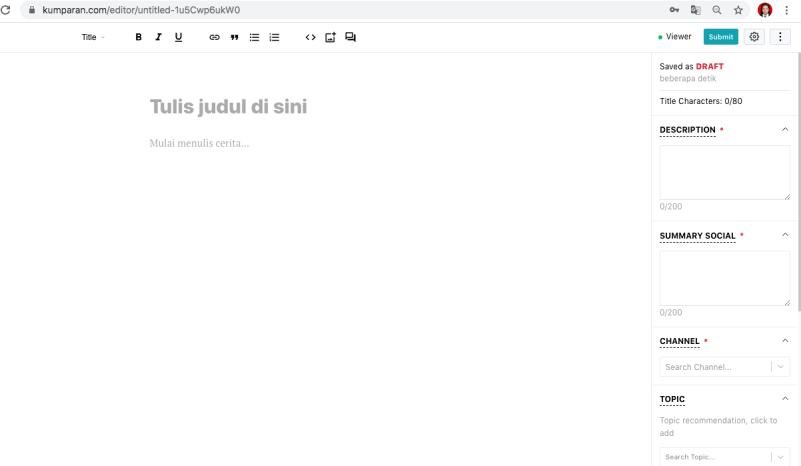 kumparan.com/editor/untitled-1u5Cwp6ukW0
Title B I U
Viewer Submit
Saved as DRAFT
beberapa detik
Title Characters: 0/80
Tulis judul di sini
Mulai menulis cerita...
DESCRIPTION *
0/200
SUMMARY SOCIAL *
0/200
CHANNEL *
Search Channel...
TOPIC
Topic recommendation, click to
add
Search Topic...